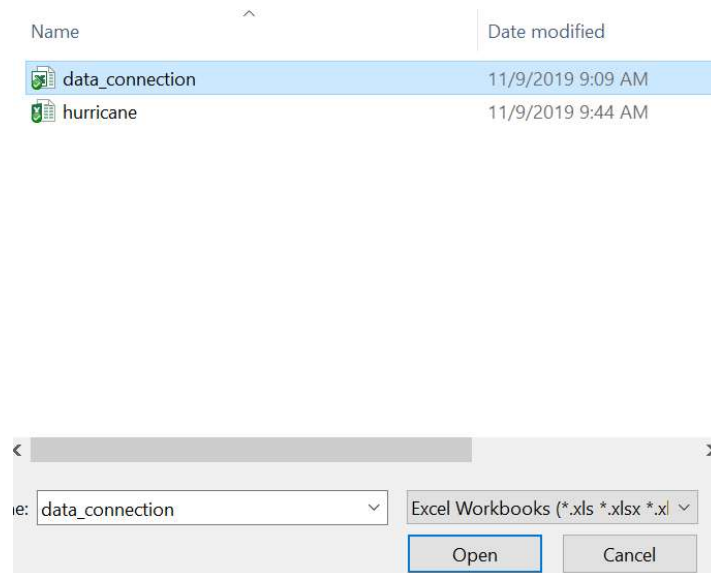 Name Date modified
data_connection 11/9/2019 9:09 AM
hurricane 11/9/2019 9:44 AM
e: data_connection Excel Workbooks (*.xls *.xlsx *.xl
Open Cancel